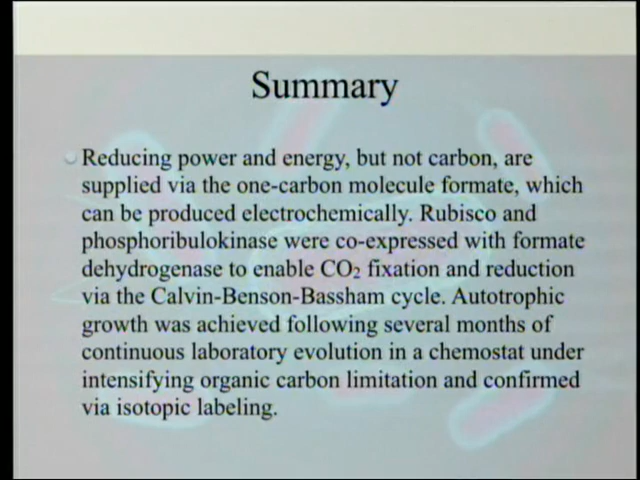 Summary
Reducing power and energy, but not carbon, are
supplied via the one-carbon molecule formate, which
can be produced electrochemically. Rubisco and
phosphoribulokinase were co-expressed with formate
dehydrogenase to enable CO₂ fixation and reduction
via the Calvin-Benson-Bassham cycle. Autotrophic
growth was achieved following several months of
continuous laboratory evolution in a chemostat under
intensifying organic carbon limitation and confirmed
via isotopic labeling.